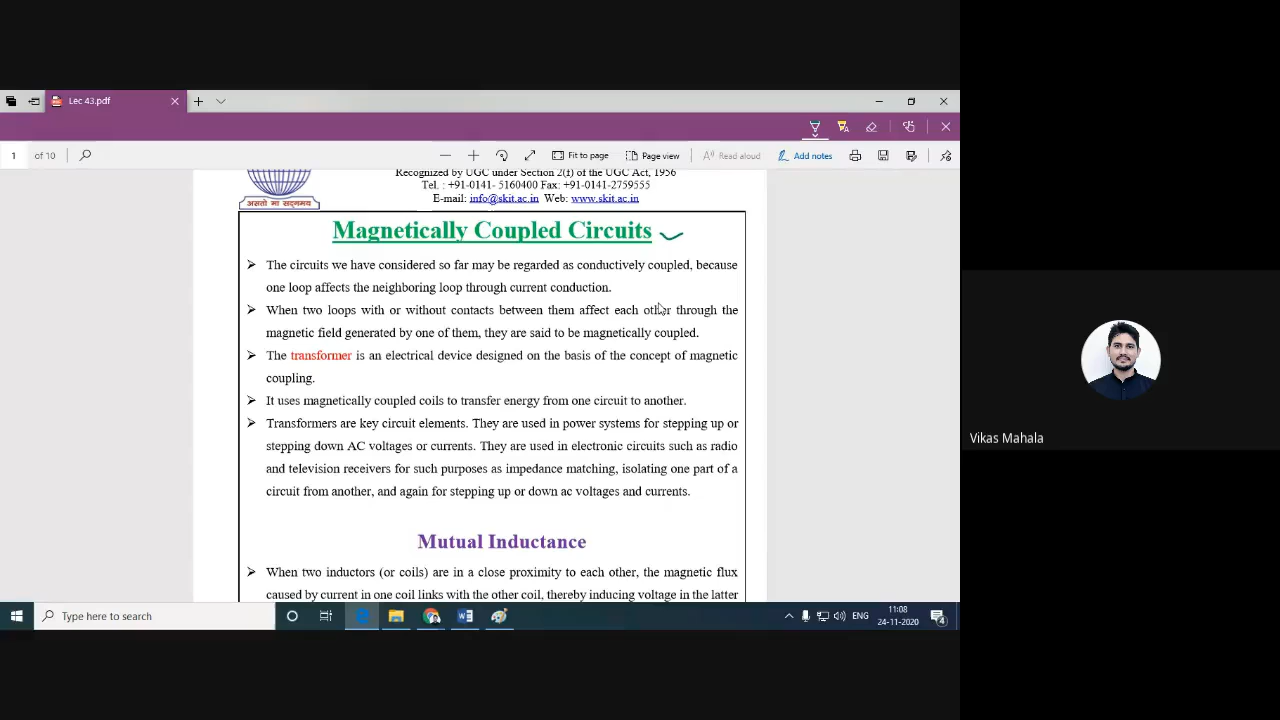 Lec 43.pdf
1 of 10 Fit to page Page view Read aloud Add notes
Recognized by UGC under Section 2(f) of the UGC Act, 1956
Tel. : +91-0141- 5160400 Fax: +91-0141-2759555
E-mail: info@skit.ac.in Web: www.skit.ac.in
असतो मा सद्गमय
Magnetically Coupled Circuits
The circuits we have considered so far may be regarded as conductively coupled, because
one loop affects the neighboring loop through current conduction.
When two loops with or without contacts between them affect each other through the
magnetic field generated by one of them, they are said to be magnetically coupled.
The transformer is an electrical device designed on the basis of the concept of magnetic
coupling.
It uses magnetically coupled coils to transfer energy from one circuit to another.
Transformers are key circuit elements. They are used in power systems for stepping up or
stepping down AC voltages or currents. They are used in electronic circuits such as radio
and television receivers for such purposes as impedance matching, isolating one part of a
circuit from another, and again for stepping up or down ac voltages and currents.
Mutual Inductance
When two inductors (or coils) are in a close proximity to each other, the magnetic flux
caused by current in one coil links with the other coil, thereby inducing voltage in the latter
Vikas Mahala
Type here to search
ENG
11:08
24-11-2020
4